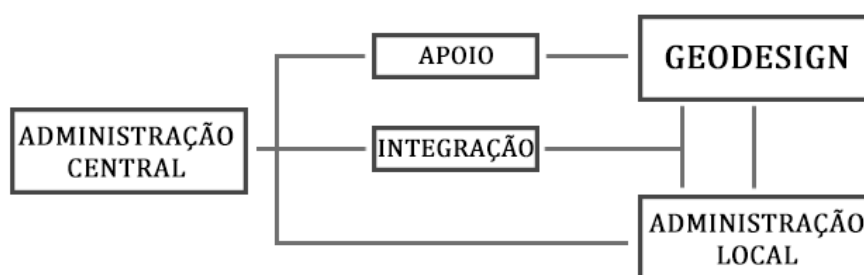 APOIO
GEODESIGN
ADMINISTRAÇÃO
CENTRAL
INTEGRAÇÃO
ADMINISTRAÇÃO
LOCAL